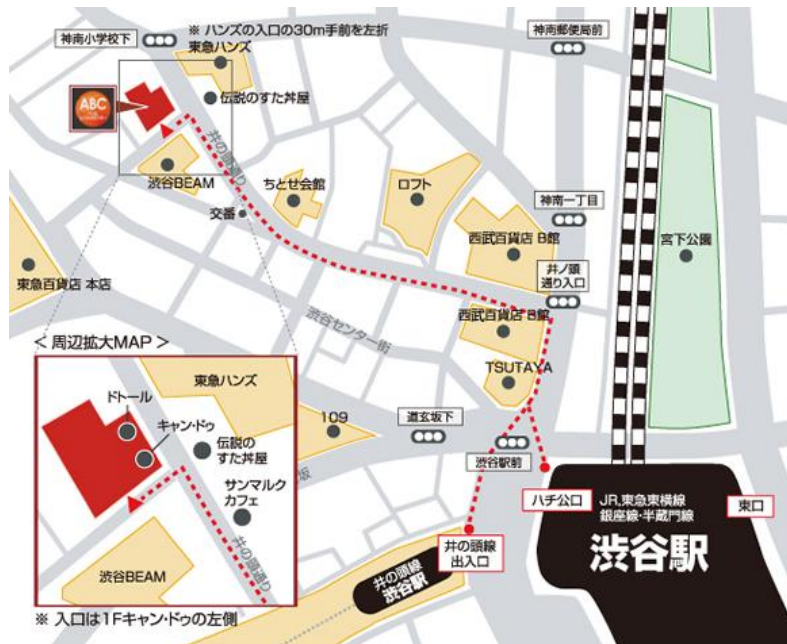 ※ ハンズの入口の30m手前を左折
神南小学校下
東急ハンズ
神南郵便局前
ABC
伝説のすた丼屋
井の頭通り
渋谷BEAM
ちとせ会館
ロフト
交番
神南一丁目
西武百貨店 B館
宮下公園
東急百貨店 本店
井ノ頭
通り入口
渋谷センター街
西武百貨店 B館
TSUTAYA
< 周辺拡大MAP >
東急ハンズ
ドトール
キャン・ドゥ
伝説の
すた丼屋
サンマルク
カフェ
井の頭通り
渋谷BEAM
※ 入口は1Fキャン・ドゥの左側
109
坂
道玄坂下
渋谷駅前
ハチ公口
JR,東急東横線
銀座線・半蔵門線
渋谷駅
東口
井の頭線
出入口
井の頭線
渋谷駅